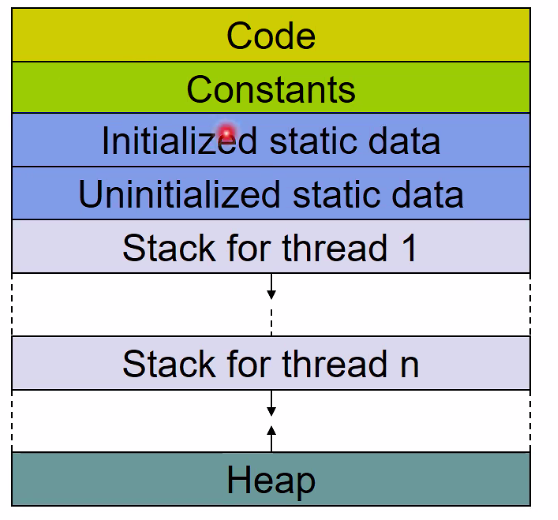 Code
Constants
Initialized static data
Uninitialized static data
Stack for thread 1
Stack for thread n
Heap